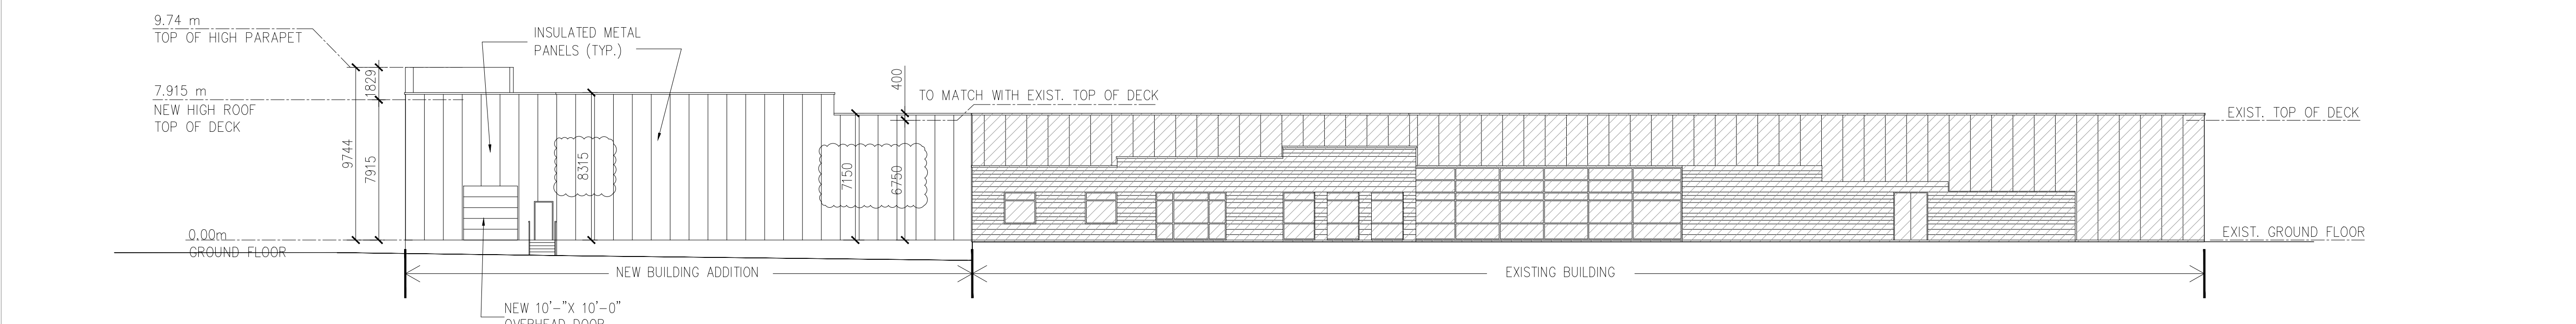 9.74 m
TOP OF HIGH PARAPET
INSULATED METAL
PANELS (TYP.)
1829
400
7.915 m
NEW HIGH ROOF
TOP OF DECK
TO MATCH WITH EXIST. TOP OF DECK
EXIST. TOP OF DECK
9744
7915
8315
7150
6750
0.00m
GROUND FLOOR
EXIST. GROUND FLOOR
NEW BUILDING ADDITION
EXISTING BUILDING
NEW 10'-"X 10'-0"
OVERHEAD DOOR